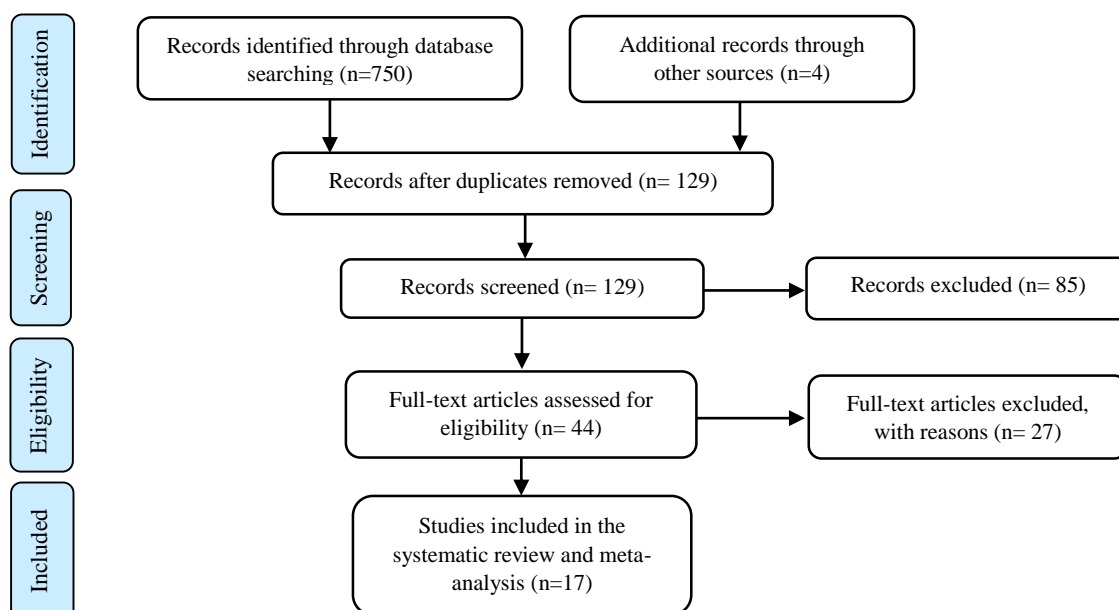 Identification
Records identified through database
searching (n=750)
Additional records through
other sources (n=4)
Records after duplicates removed (n= 129)
Screening
Records screened (n= 129)
Records excluded (n= 85)
Eligibility
Full-text articles assessed for
eligibility (n= 44)
Full-text articles excluded,
with reasons (n= 27)
Included
Studies included in the
systematic review and meta-
analysis (n=17)